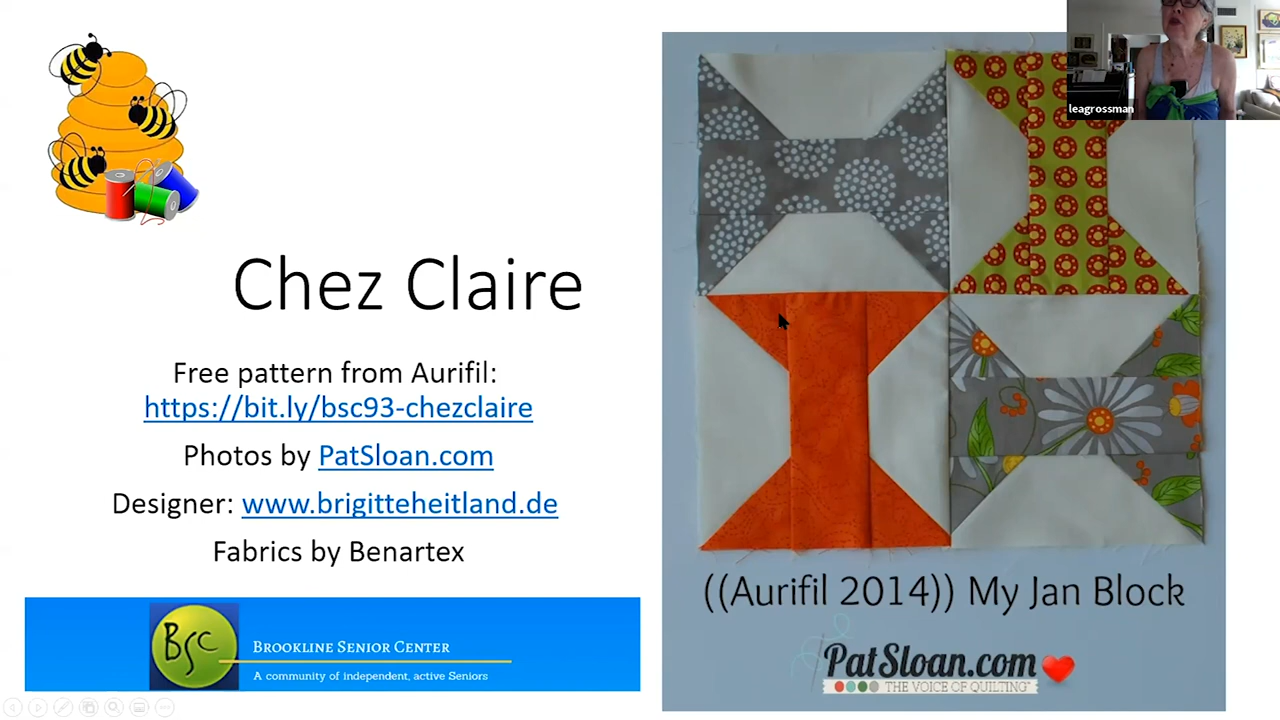 leagrossman
Chez Claire
Free pattern from Aurifil:
https://bit.ly/bsc93-chezclaire
Photos by PatSloan.com
Designer: www.brigitteheitland.de
Fabrics by Benartex
BSC
BROOKLINE SENIOR CENTER
A community of independent, active Seniors
((Aurifil 2014)) My Jan Block
PatSloan.com
THE VOICE OF QUILTING